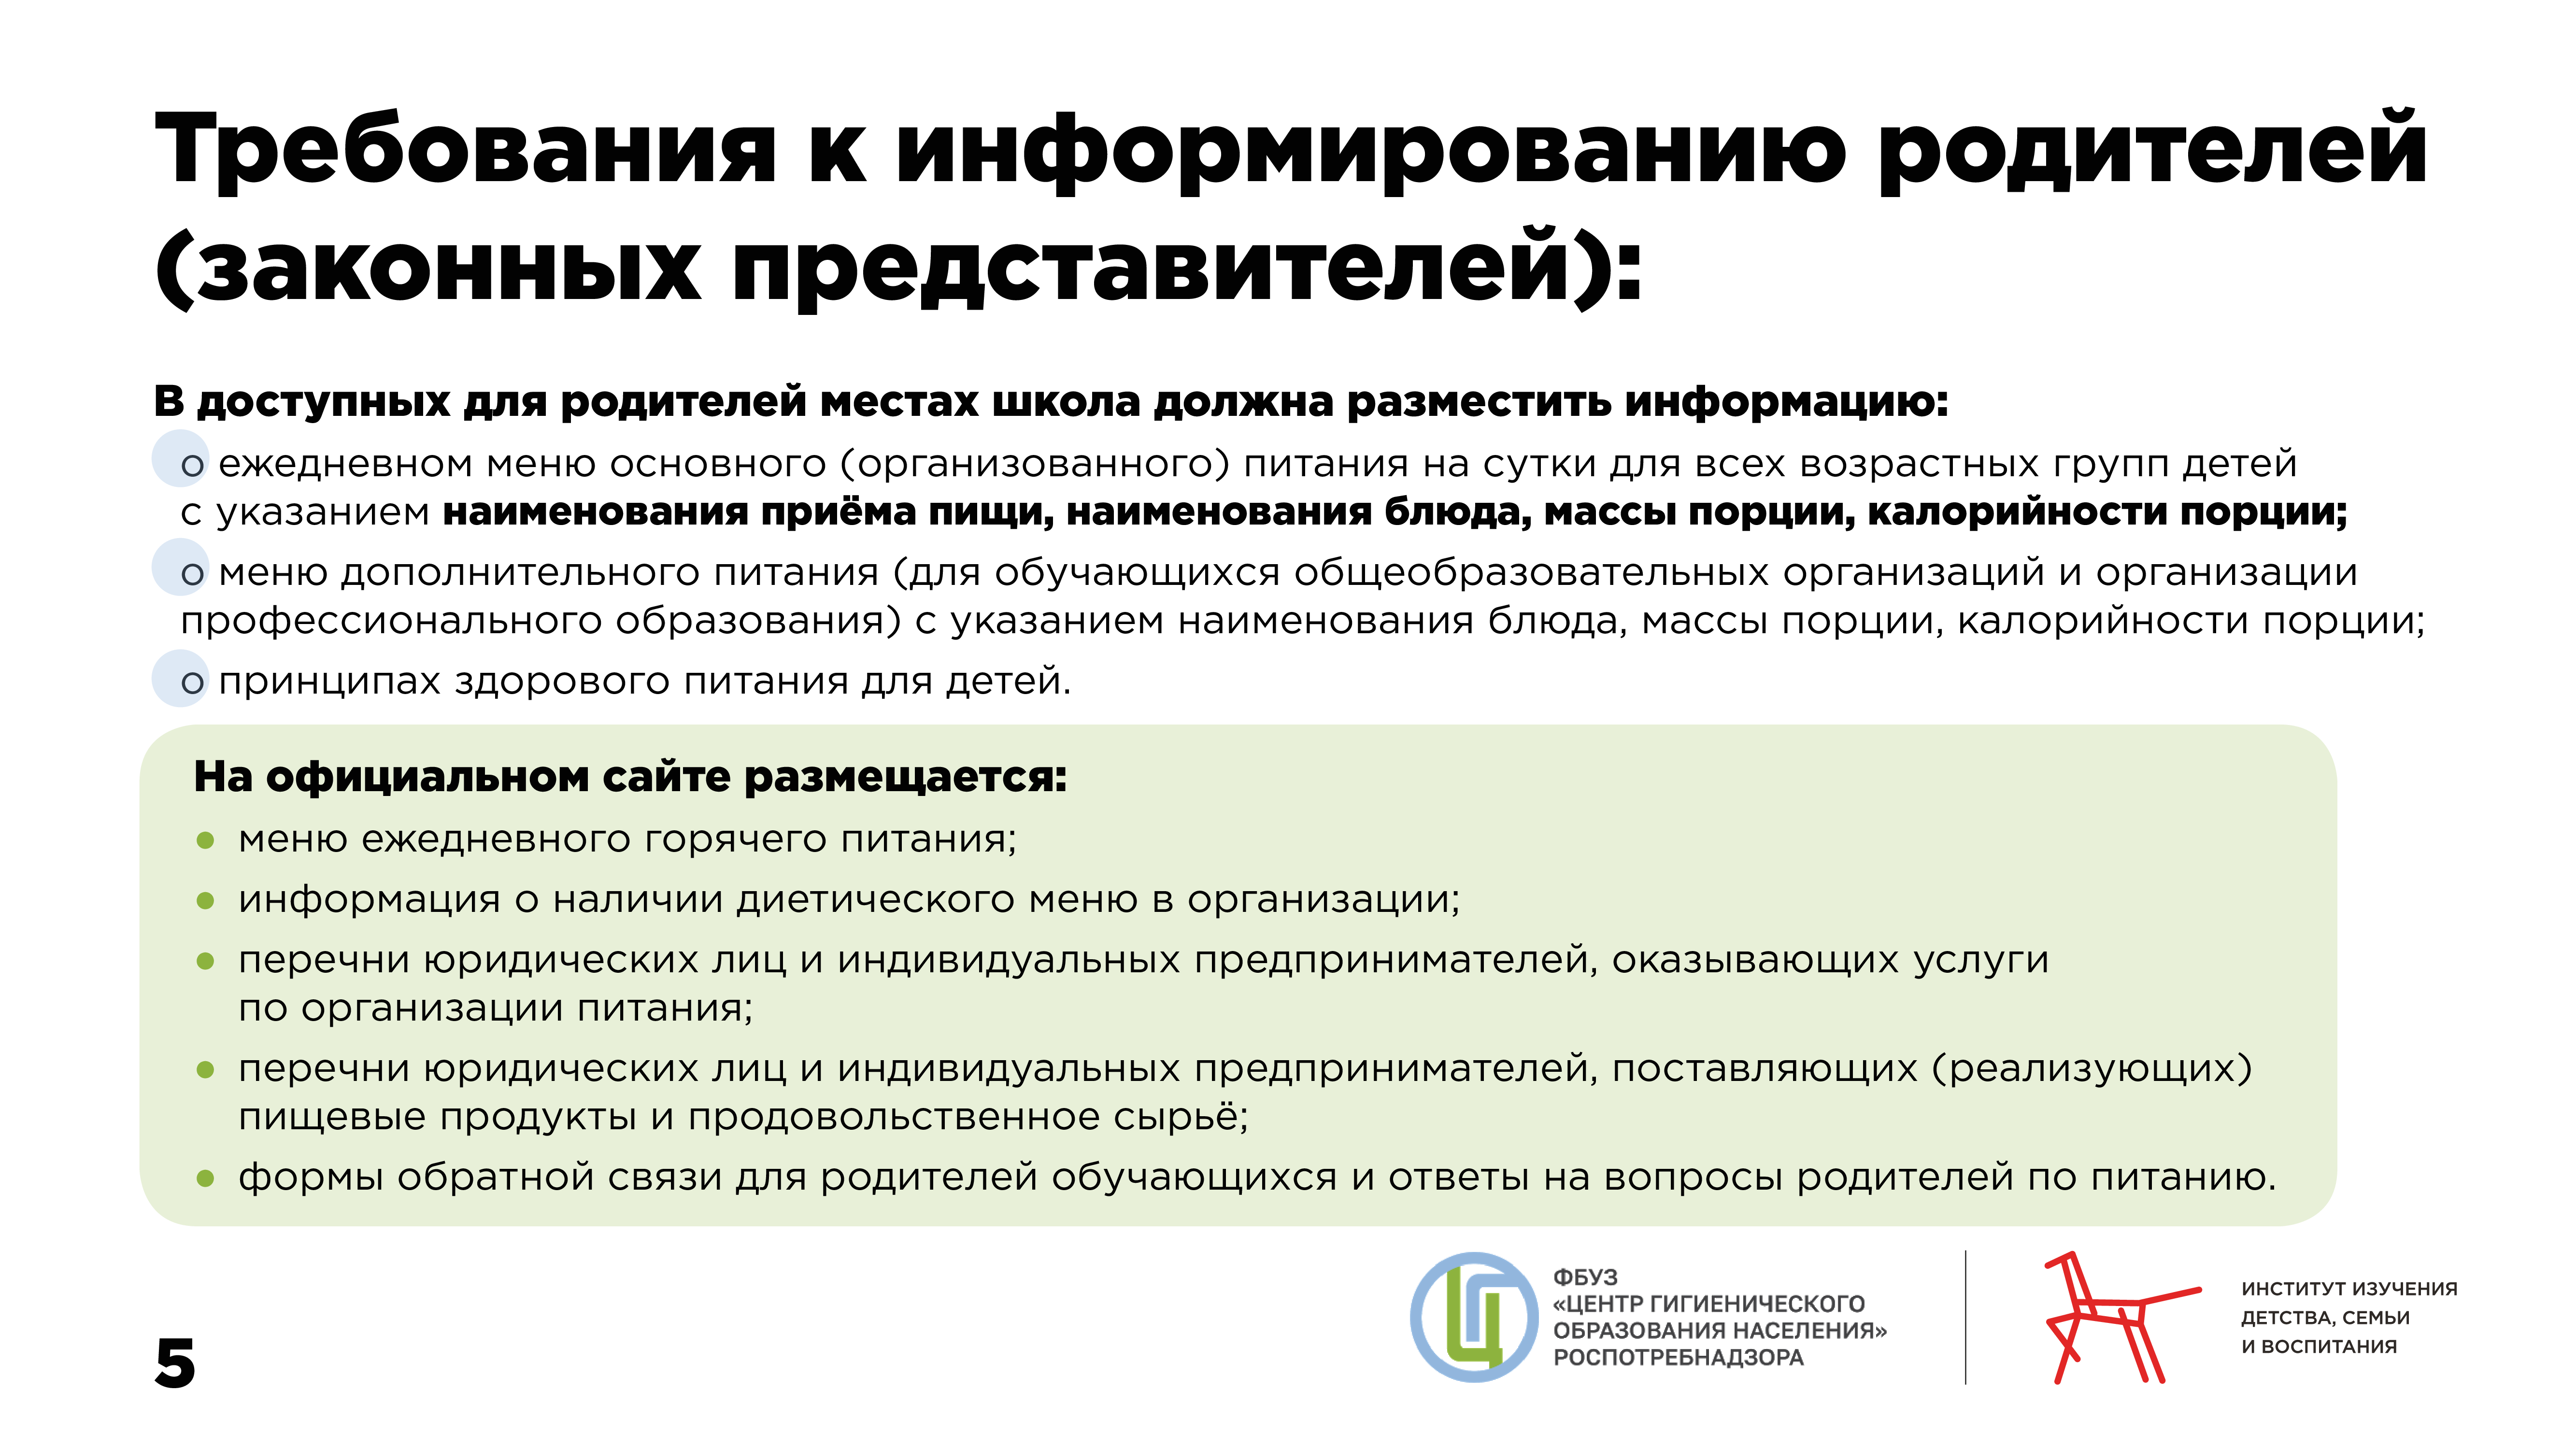 Требования к информированию родителей
(законных представителей):
В доступных для родителей местах школа должна разместить информацию:
о ежедневном меню основного (организованного) питания на сутки для всех возрастных групп детей
с указанием наименования приёма пищи, наименования блюда, массы порции, калорийности порции;
о меню дополнительного питания (для обучающихся общеобразовательных организаций и организации
профессионального образования) с указанием наименования блюда, массы порции, калорийности порции;
о принципах здорового питания для детей.
На официальном сайте размещается:
● меню ежедневного горячего питания;
● информация о наличии диетического меню в организации;
● перечни юридических лиц и индивидуальных предпринимателей, оказывающих услуги
по организации питания;
● перечни юридических лиц и индивидуальных предпринимателей, поставляющих (реализующих)
пищевые продукты и продовольственное сырьё;
● формы обратной связи для родителей обучающихся и ответы на вопросы родителей по питанию.
ФБУЗ
«ЦЕНТР ГИГИЕНИЧЕСКОГО
ОБРАЗОВАНИЯ НАСЕЛЕНИЯ»
РОСПОТРЕБНАДЗОРА
ИНСТИТУТ ИЗУЧЕНИЯ
ДЕТСТВА, СЕМЬИ
И ВОСПИТАНИЯ
5